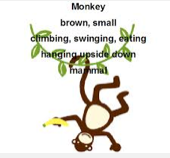 Monkey
brown, small
climbing, swinging, eating
hanging upside down
mammal